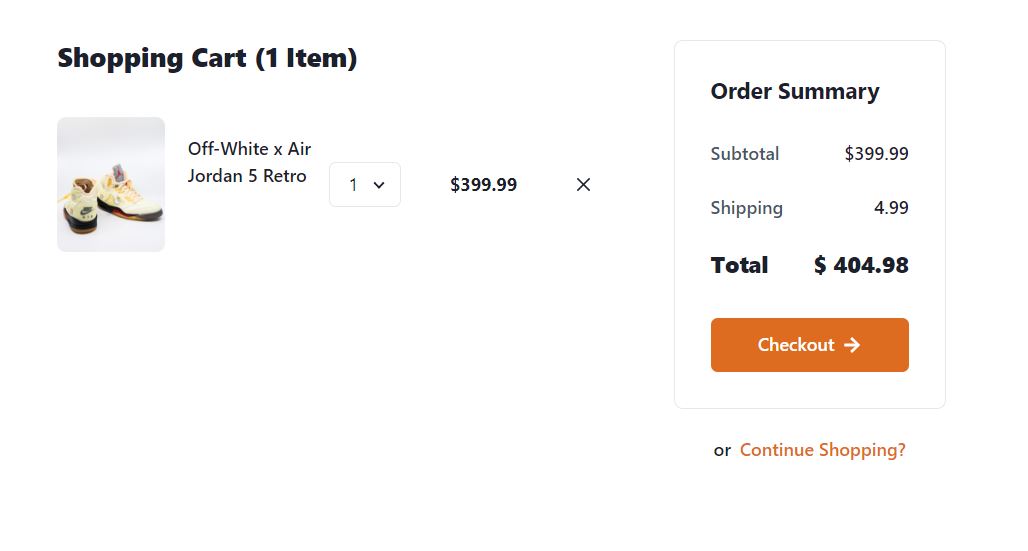 Shopping Cart (1 Item)
Off-White x Air
Jordan 5 Retro
1
$399.99
Order Summary
Subtotal $399.99
Shipping 4.99
Total $ 404.98
Checkout →
or Continue Shopping?